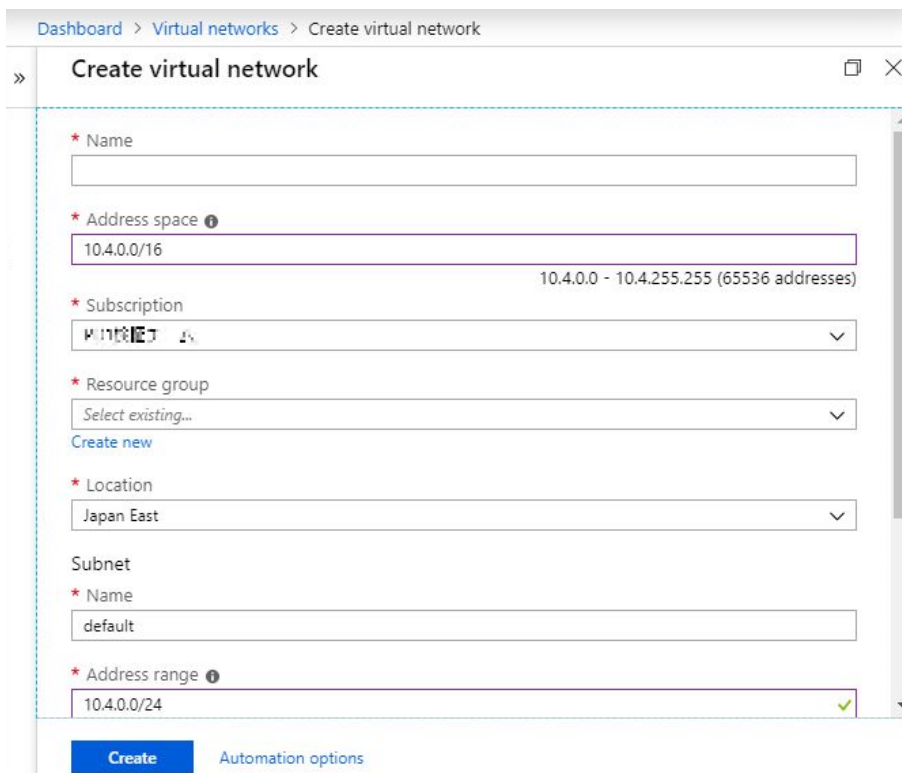 Dashboard > Virtual networks > Create virtual network
Create virtual network
* Name
* Address space
10.4.0.0/16
10.4.0.0 - 10.4.255.255 (65536 addresses)
* Subscription
* Resource group
Select existing...
Create new
* Location
Japan East
Subnet
* Name
default
* Address range
10.4.0.0/24
Create Automation options